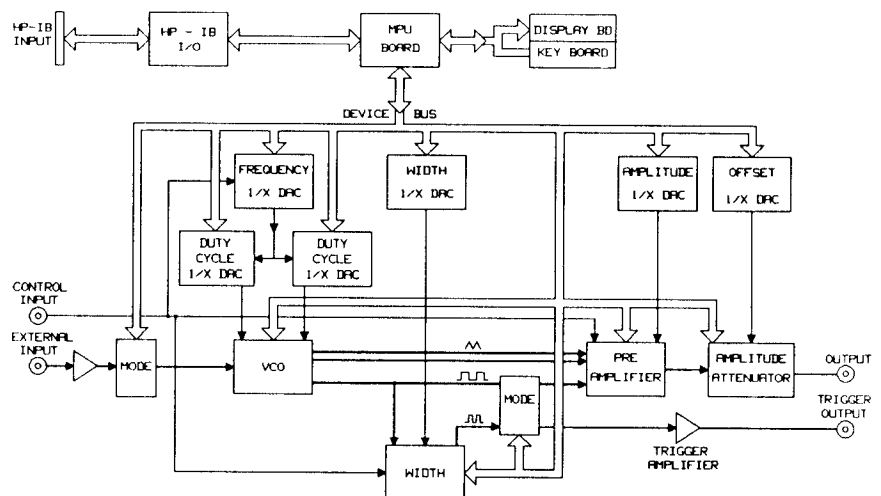 HP-IB
INPUT
HP - IB
I/O
MPU
BOARD
DISPLAY BD
KEY BOARD
DEVICE BUS
FREQUENCY
1/X DAC
WIDTH
1/X DAC
AMPLITUDE
1/X DAC
OFFSET
1/X DAC
DUTY
CYCLE
1/X DAC
DUTY
CYCLE
1/X DAC
CONTROL
INPUT
EXTERNAL
INPUT
MODE
VCO
PRE
AMPLIFIER
AMPLITUDE
ATTENUATOR
OUTPUT
MODE
TRIGGER
OUTPUT
WIDTH
TRIGGER
AMPLIFIER